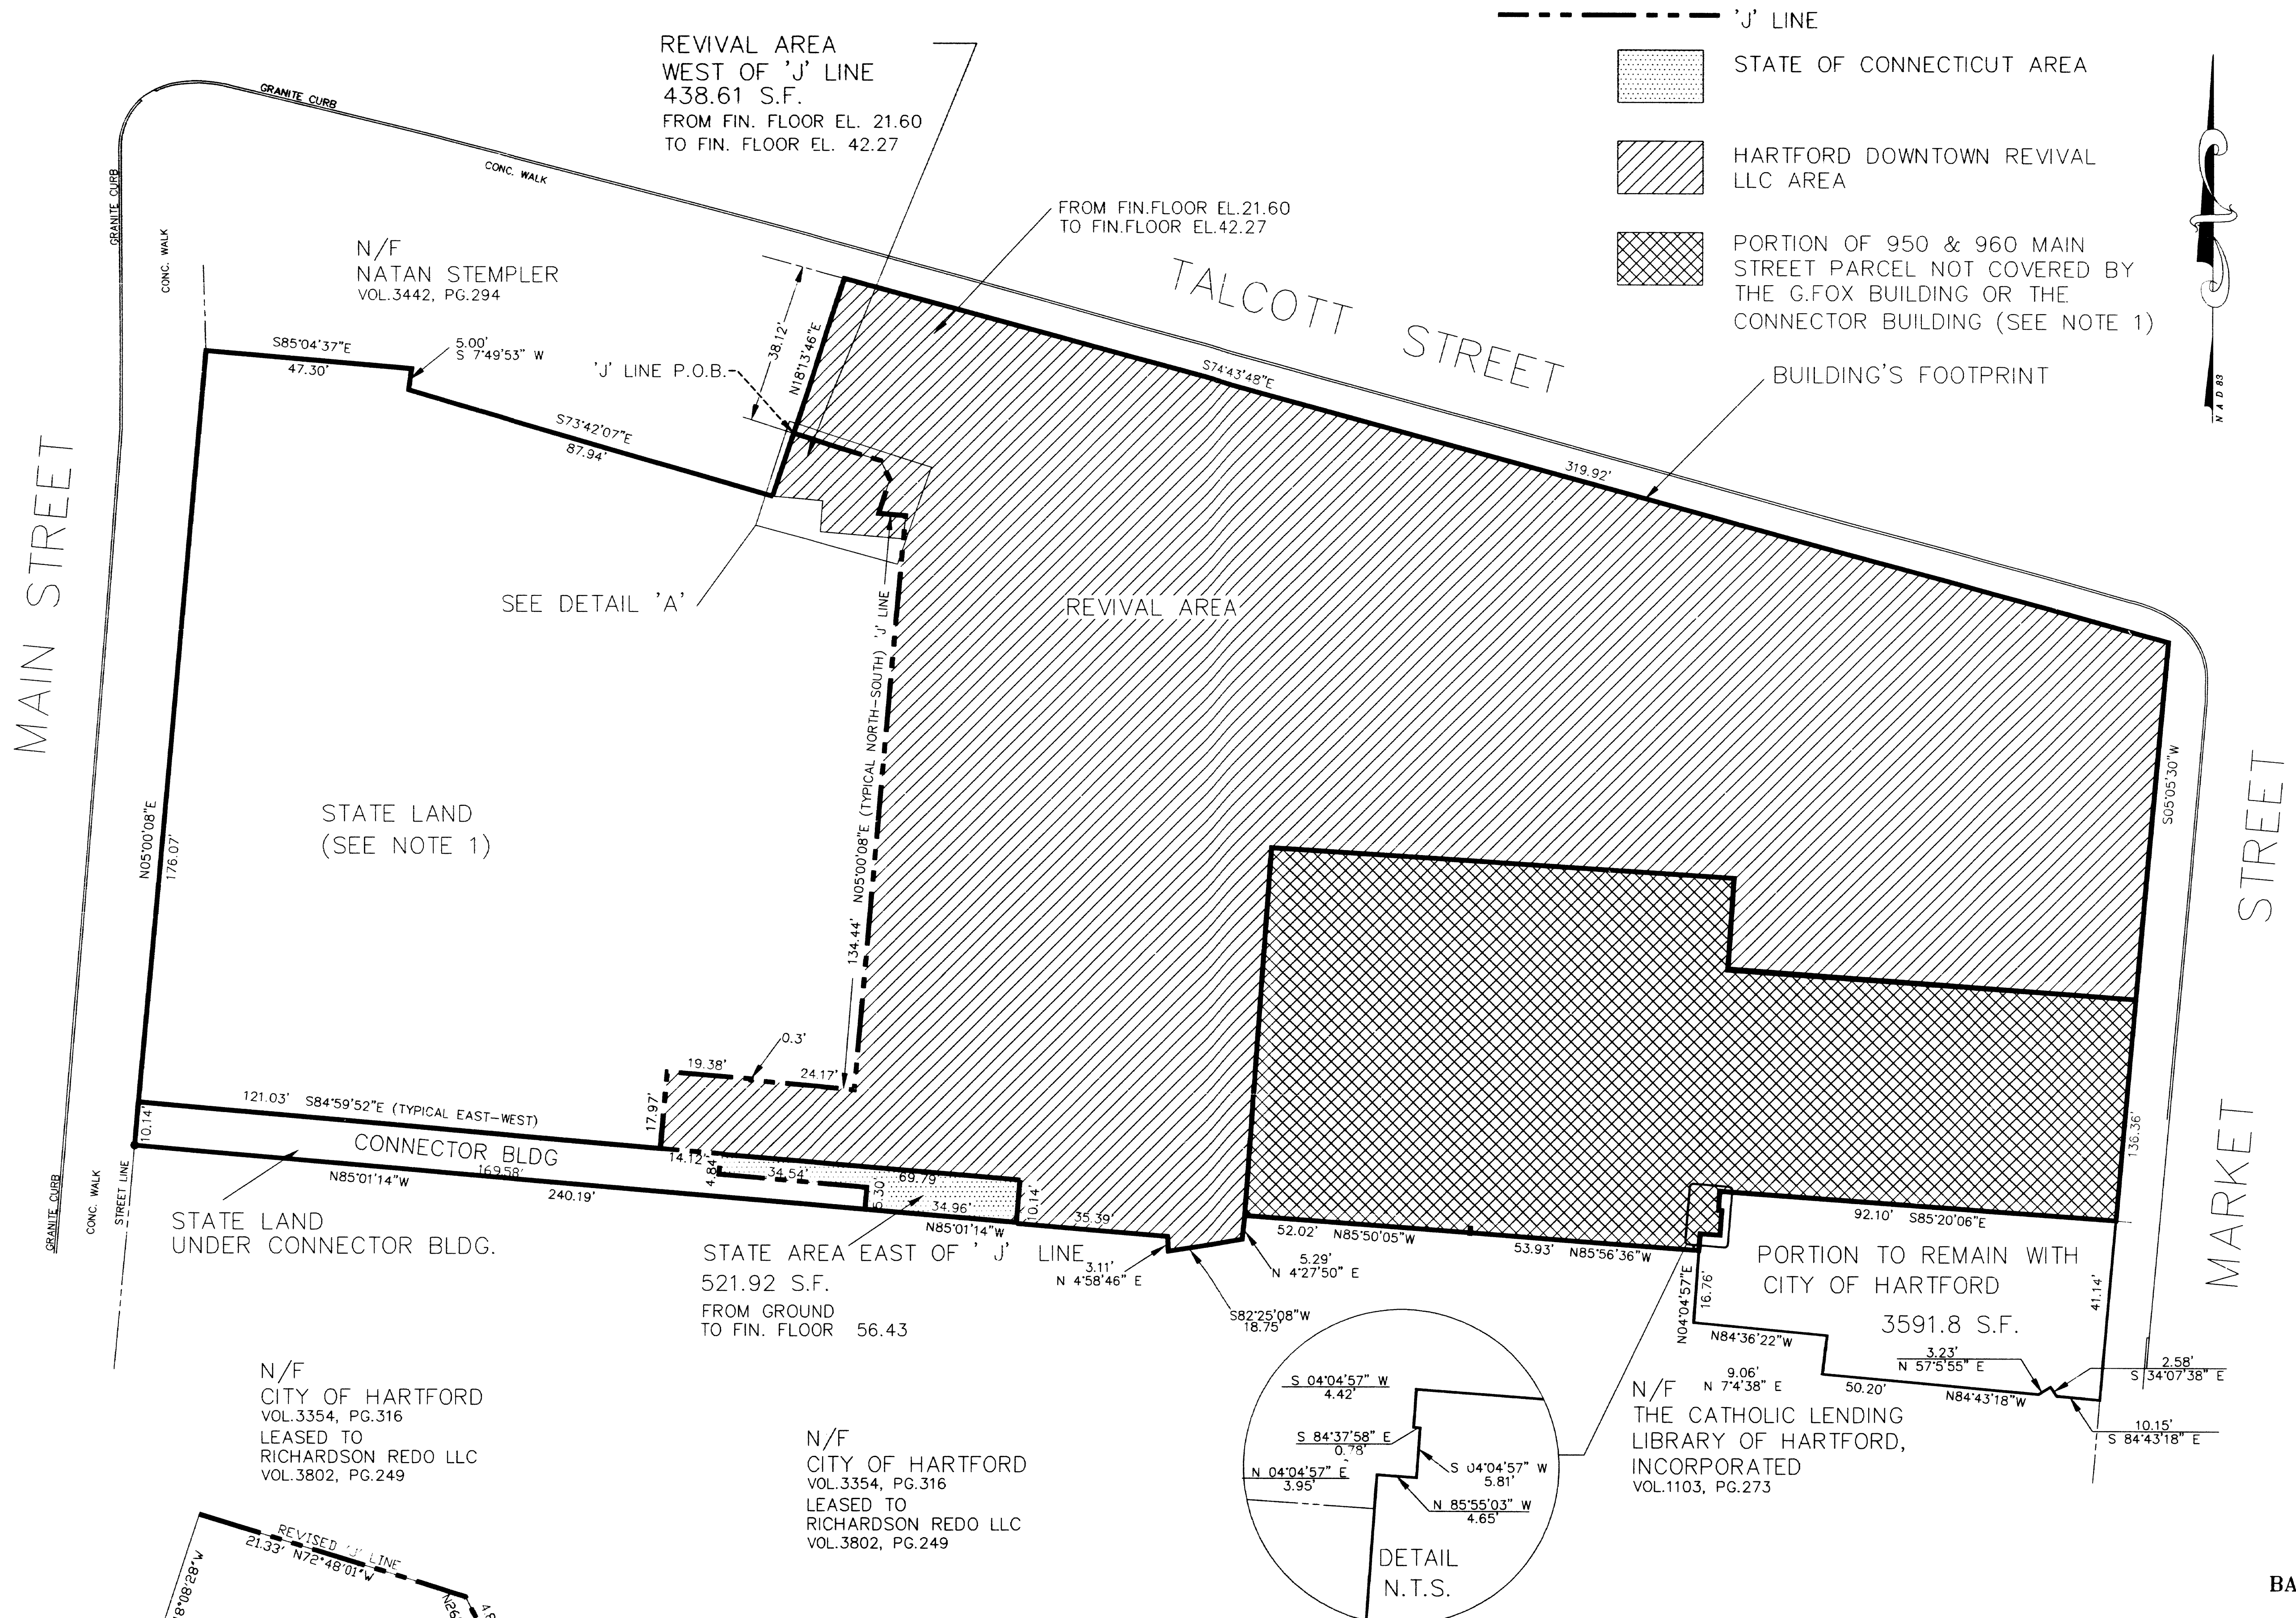 'J' LINE
STATE OF CONNECTICUT AREA
HARTFORD DOWNTOWN REVIVAL
LLC AREA
PORTION OF 950 & 960 MAIN
STREET PARCEL NOT COVERED BY
THE G.FOX BUILDING OR THE
CONNECTOR BUILDING (SEE NOTE 1)
N A D 83
REVIVAL AREA
WEST OF 'J' LINE
438.61 S.F.
FROM FIN. FLOOR EL. 21.60
TO FIN. FLOOR EL. 42.27
GRANITE CURB
CONC. WALK
GRANITE CURB
CONC. WALK
N/F
NATAN STEMPLER
VOL.3442, PG.294
FROM FIN.FLOOR EL.21.60
TO FIN.FLOOR EL.42.27
TALCOTT STREET
BUILDING'S FOOTPRINT
38.12'
N18°13'46"E
S74°43'48"E
319.92'
S85°04'37"E
47.30'
5.00'
S 7°49'53" W
'J' LINE P.O.B.
S73°42'07"E
87.94'
SEE DETAIL 'A'
REVIVAL AREA
MAIN STREET
STATE LAND
(SEE NOTE 1)
N05°00'08"E
176.07'
134.44' N05°00'08"E (TYPICAL NORTH-SOUTH) 'J' LINE
S05°05'30"W
136.36'
MARKET STREET
19.38'
0.3'
24.17'
17.97'
121.03' S84°59'52"E (TYPICAL EAST-WEST)
10.14'
CONNECTOR BLDG
169.58'
N85°01'14"W
240.19'
14.12'
4.84'
34.54'
69.79'
5.30'
34.96'
10.14'
N85°01'14"W
35.39'
GRANITE CURB
CONC. WALK
STREET LINE
STATE LAND
UNDER CONNECTOR BLDG.
STATE AREA EAST OF 'J' LINE
521.92 S.F.
FROM GROUND
TO FIN. FLOOR 56.43
3.11'
N 4°58'46" E
S82°25'08"W
18.75'
5.29'
N 4°27'50" E
52.02' N85°50'05"W
53.93' N85°56'36"W
92.10' S85°20'06"E
PORTION TO REMAIN WITH
CITY OF HARTFORD
3591.8 S.F.
N04°04'57"E
16.76'
41.14'
N84°36'22"W
9.06'
N 7°4'38" E
50.20'
N84°43'18"W
3.23'
N 57°5'55" E
2.58'
S 34°07'38" E
10.15'
S 84°43'18" E
N/F
THE CATHOLIC LENDING
LIBRARY OF HARTFORD,
INCORPORATED
VOL.1103, PG.273
N/F
CITY OF HARTFORD
VOL.3354, PG.316
LEASED TO
RICHARDSON REDO LLC
VOL.3802, PG.249
N/F
CITY OF HARTFORD
VOL.3354, PG.316
LEASED TO
RICHARDSON REDO LLC
VOL.3802, PG.249
S 04°04'57" W
4.42'
S 84°37'58" E
0.78'
N 04°04'57" E
3.95'
S 04°04'57" W
5.81'
N 85°55'03" W
4.65'
DETAIL
N.T.S.
REVISED 'J' LINE
21.33' N72°48'01"W
8°08'28"W
N26
BA